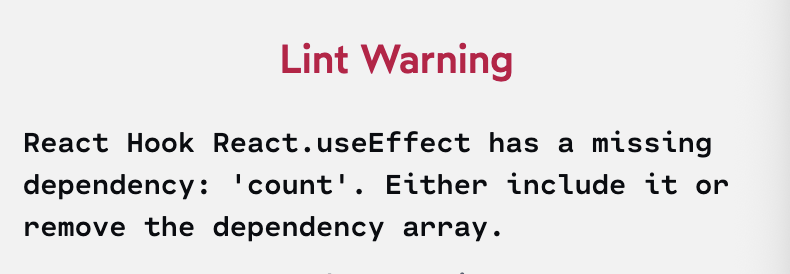 Lint Warning
React Hook React.useEffect has a missing
dependency: 'count'. Either include it or
remove the dependency array.